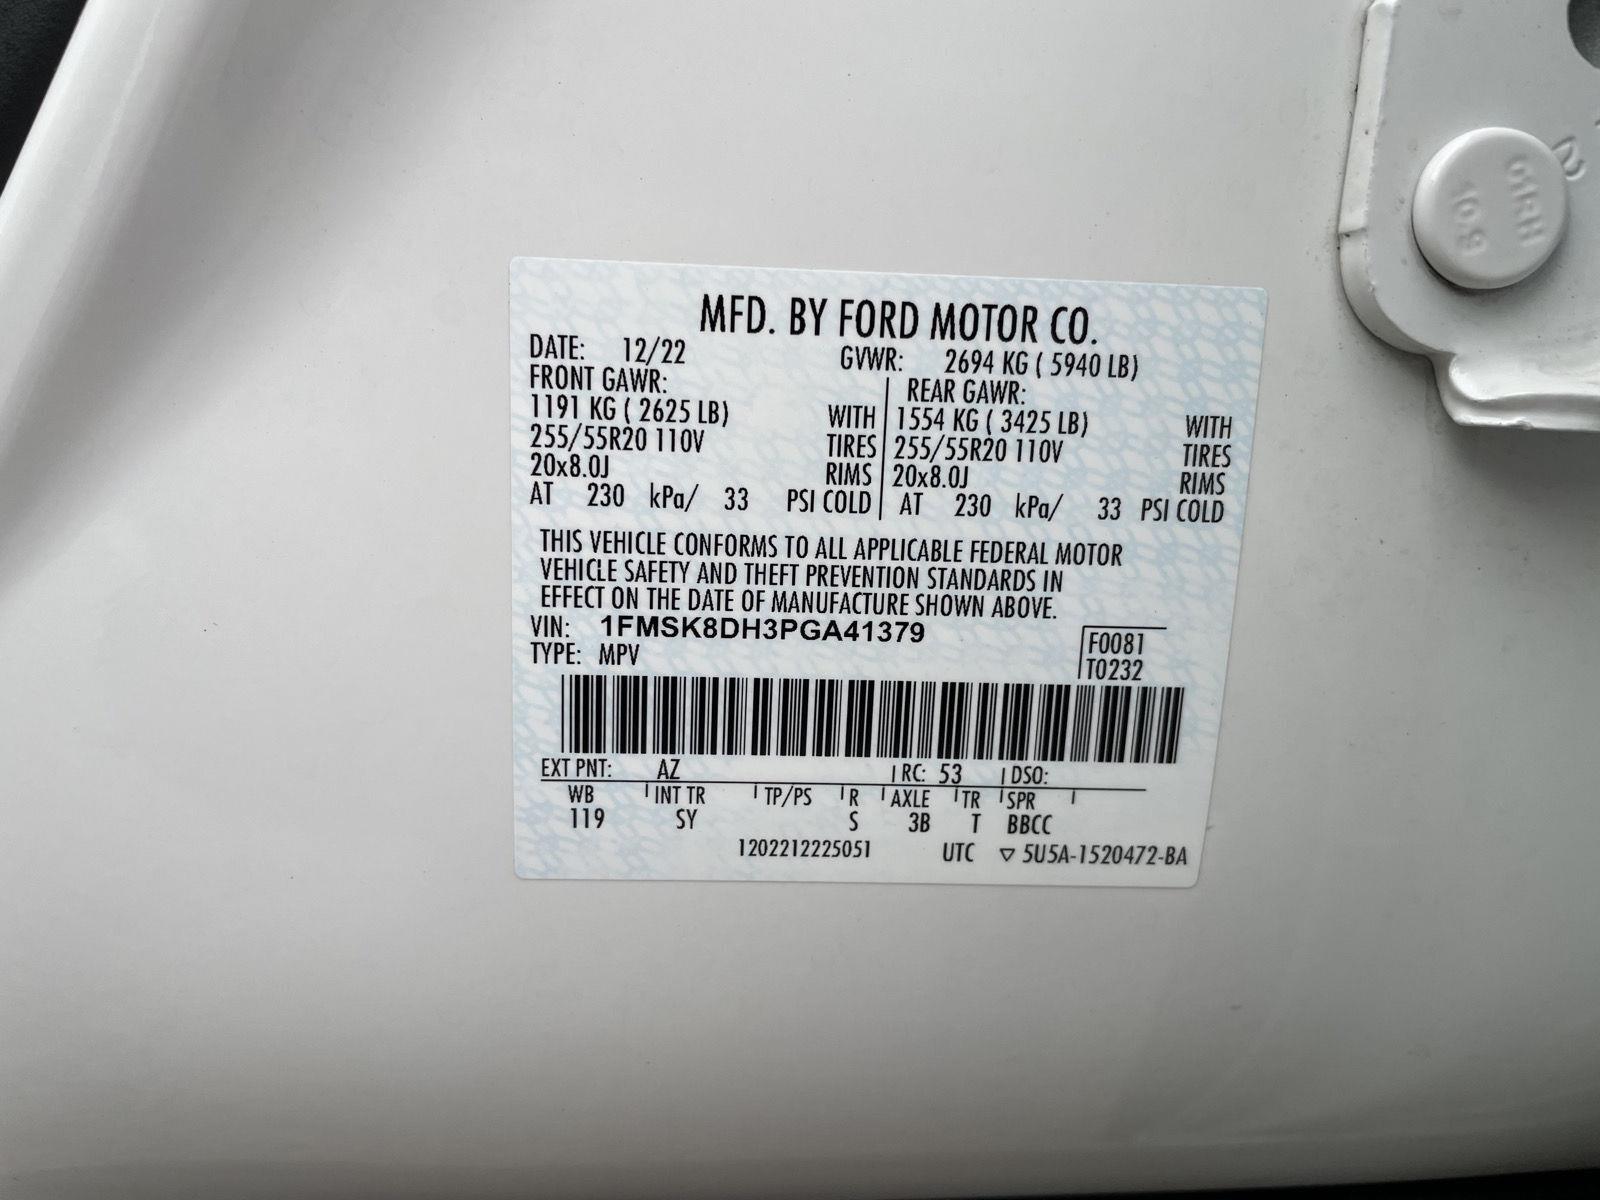 MFD. BY FORD MOTOR CO.
DATE: 12/22 GVWR: 2694 KG ( 5940 LB)
FRONT GAWR: REAR GAWR:
1191 KG ( 2625 LB) WITH 1554 KG ( 3425 LB) WITH
255/55R20 110V TIRES 255/55R20 110V TIRES
20x8.0J RIMS 20x8.0J RIMS
AT 230 kPa/ 33 PSI COLD AT 230 kPa/ 33 PSI COLD
THIS VEHICLE CONFORMS TO ALL APPLICABLE FEDERAL MOTOR
VEHICLE SAFETY AND THEFT PREVENTION STANDARDS IN
EFFECT ON THE DATE OF MANUFACTURE SHOWN ABOVE.
VIN: 1FMSK8DH3PGA41379
TYPE: MPV
F0081
T0232
EXT PNT: AZ RC: 53 DSO:
WB INT TR TP/PS R AXLE TR SPR
119 SY S 3B T BBCC
1202212225051 UTC ▽ 5U5A-1520472-BA
10.9